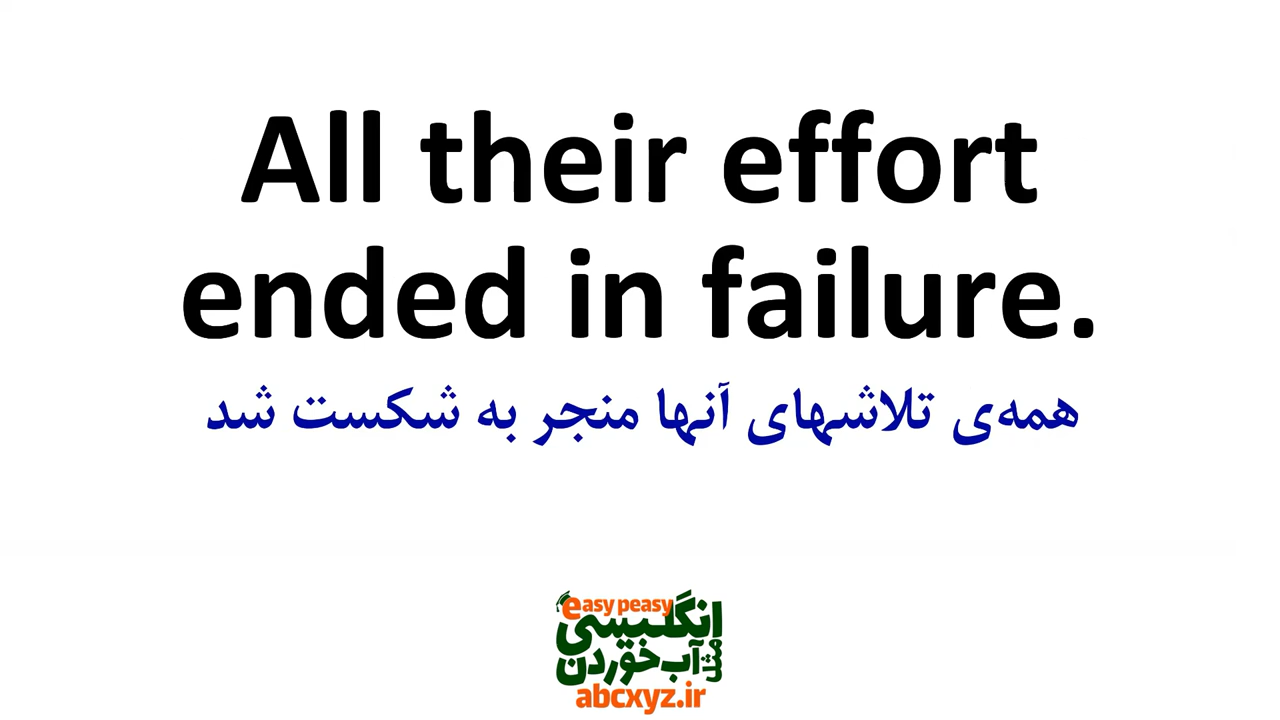 All their effort
ended in failure.
همه‌ی تلاشهای آنها منجر به شکست شد
easy peasy
انگلیسی
مثل آب خوردن
abcxyz.ir